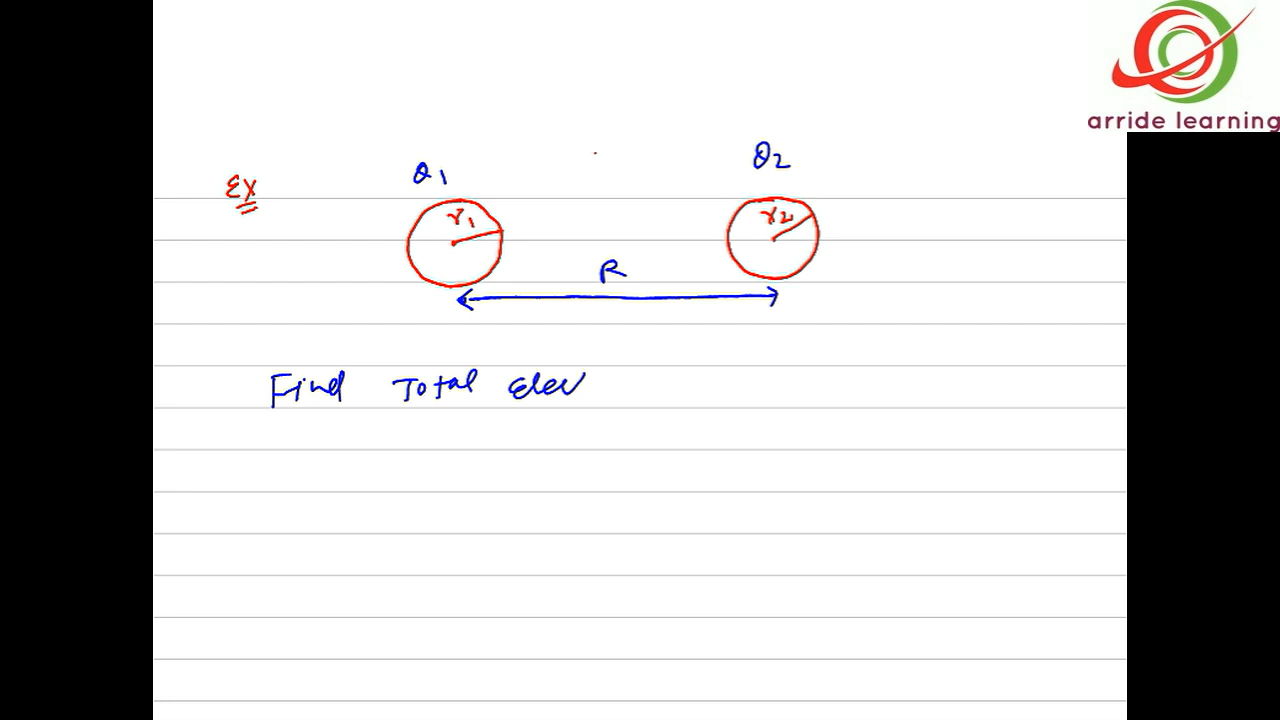 arride learning
Ex
Q1
Q2
r1
r2
R
Find Total Elev